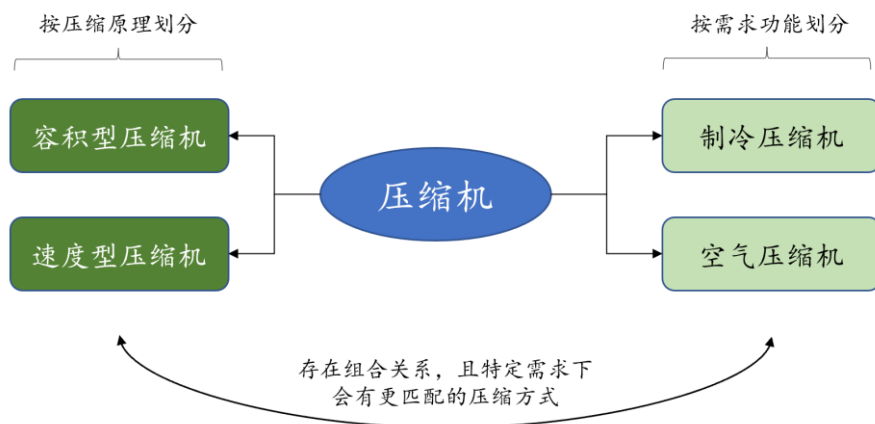 按压缩原理划分
按需求功能划分
容积型压缩机
制冷压缩机
压缩机
速度型压缩机
空气压缩机
存在组合关系，且特定需求下
会有更匹配的压缩方式